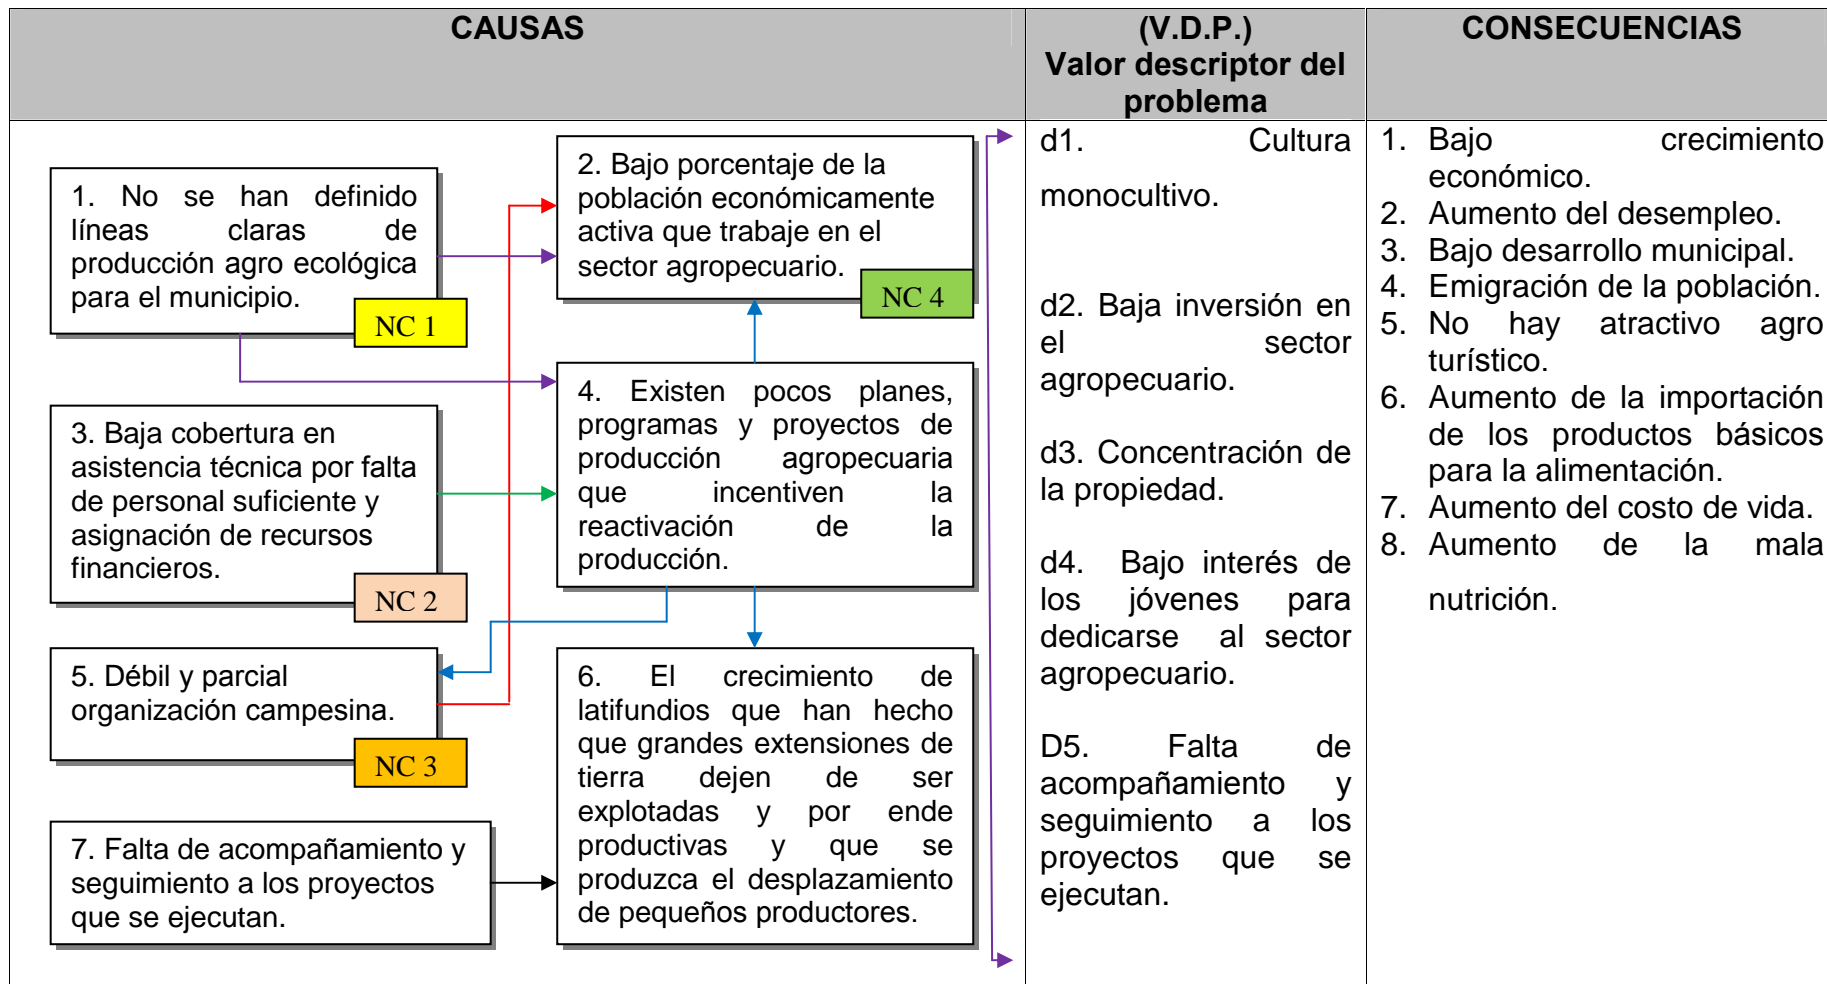 CAUSAS
(V.D.P.)
Valor descriptor del
problema
CONSECUENCIAS
1. No se han definido
líneas claras de
producción agro ecológica
para el municipio.
NC 1
2. Bajo porcentaje de la
población económicamente
activa que trabaje en el
sector agropecuario.
NC 4
3. Baja cobertura en
asistencia técnica por falta
de personal suficiente y
asignación de recursos
financieros.
NC 2
4. Existen pocos planes,
programas y proyectos de
producción agropecuaria
que incentiven la
reactivación de la
producción.
5. Débil y parcial
organización campesina.
NC 3
6. El crecimiento de
latifundios que han hecho
que grandes extensiones de
tierra dejen de ser
explotadas y por ende
productivas y que se
produzca el desplazamiento
de pequeños productores.
7. Falta de acompañamiento y
seguimiento a los proyectos
que se ejecutan.
d1. Cultura
monocultivo.
d2. Baja inversión en
el sector
agropecuario.
d3. Concentración de
la propiedad.
d4. Bajo interés de
los jóvenes para
dedicarse al sector
agropecuario.
D5. Falta de
acompañamiento y
seguimiento a los
proyectos que se
ejecutan.
1. Bajo crecimiento
económico.
2. Aumento del desempleo.
3. Bajo desarrollo municipal.
4. Emigración de la población.
5. No hay atractivo agro
turístico.
6. Aumento de la importación
de los productos básicos
para la alimentación.
7. Aumento del costo de vida.
8. Aumento de la mala
nutrición.